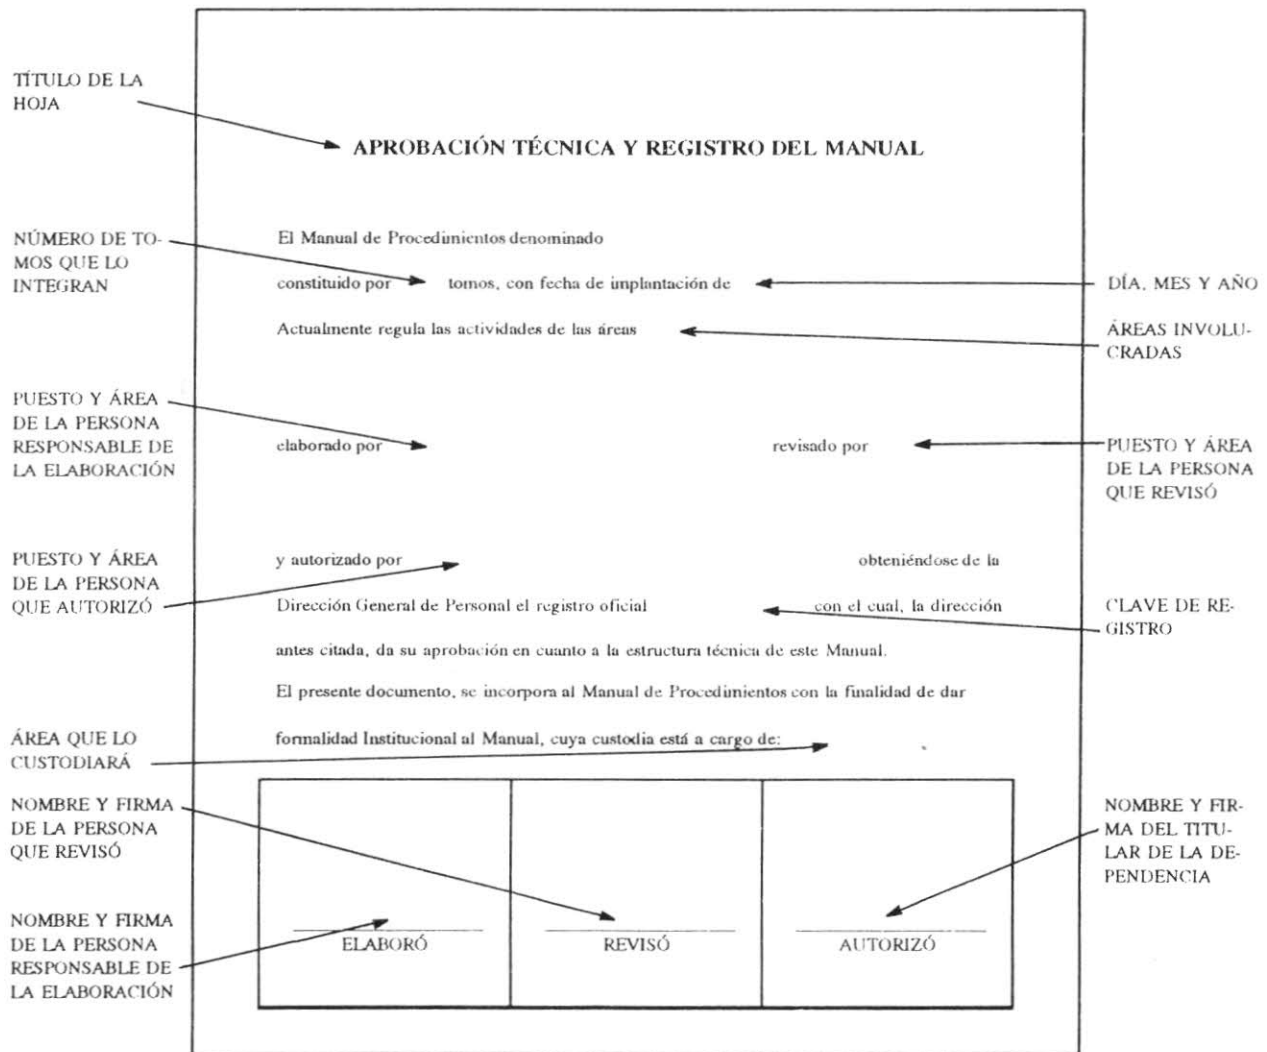 TÍTULO DE LA
HOJA
APROBACIÓN TÉCNICA Y REGISTRO DEL MANUAL
NÚMERO DE TO-
MOS QUE LO
INTEGRAN
El Manual de Procedimientos denominado
constituido por tomos, con fecha de implantación de
DÍA, MES Y AÑO
Actualmente regula las actividades de las áreas
ÁREAS INVOLU-
CRADAS
PUESTO Y ÁREA
DE LA PERSONA
RESPONSABLE DE
LA ELABORACIÓN
elaborado por revisado por
PUESTO Y ÁREA
DE LA PERSONA
QUE REVISÓ
PUESTO Y ÁREA
DE LA PERSONA
QUE AUTORIZÓ
y autorizado por obteniéndose de la
Dirección General de Personal el registro oficial con el cual, la dirección
CLAVE DE RE-
GISTRO
antes citada, da su aprobación en cuanto a la estructura técnica de este Manual.
El presente documento, se incorpora al Manual de Procedimientos con la finalidad de dar
formalidad Institucional al Manual, cuya custodia está a cargo de:
ÁREA QUE LO
CUSTODIARÁ
NOMBRE Y FIRMA
DE LA PERSONA
QUE REVISÓ
NOMBRE Y FIR-
MA DEL TITU-
LAR DE LA DE-
PENDENCIA
NOMBRE Y FIRMA
DE LA PERSONA
RESPONSABLE DE
LA ELABORACIÓN
ELABORÓ REVISÓ AUTORIZÓ